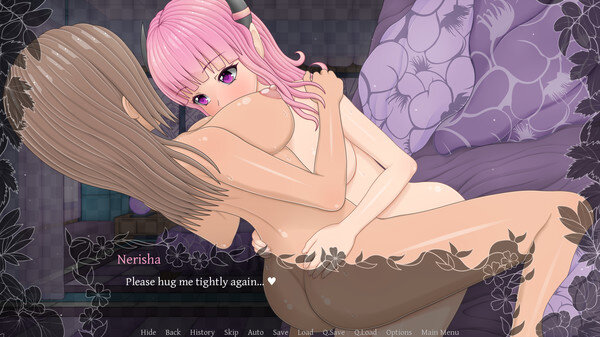 Nerisha
Please hug me tightly again... ♥
Hide Back History Skip Auto Save Load Q.Save Q.Load Options Main Menu